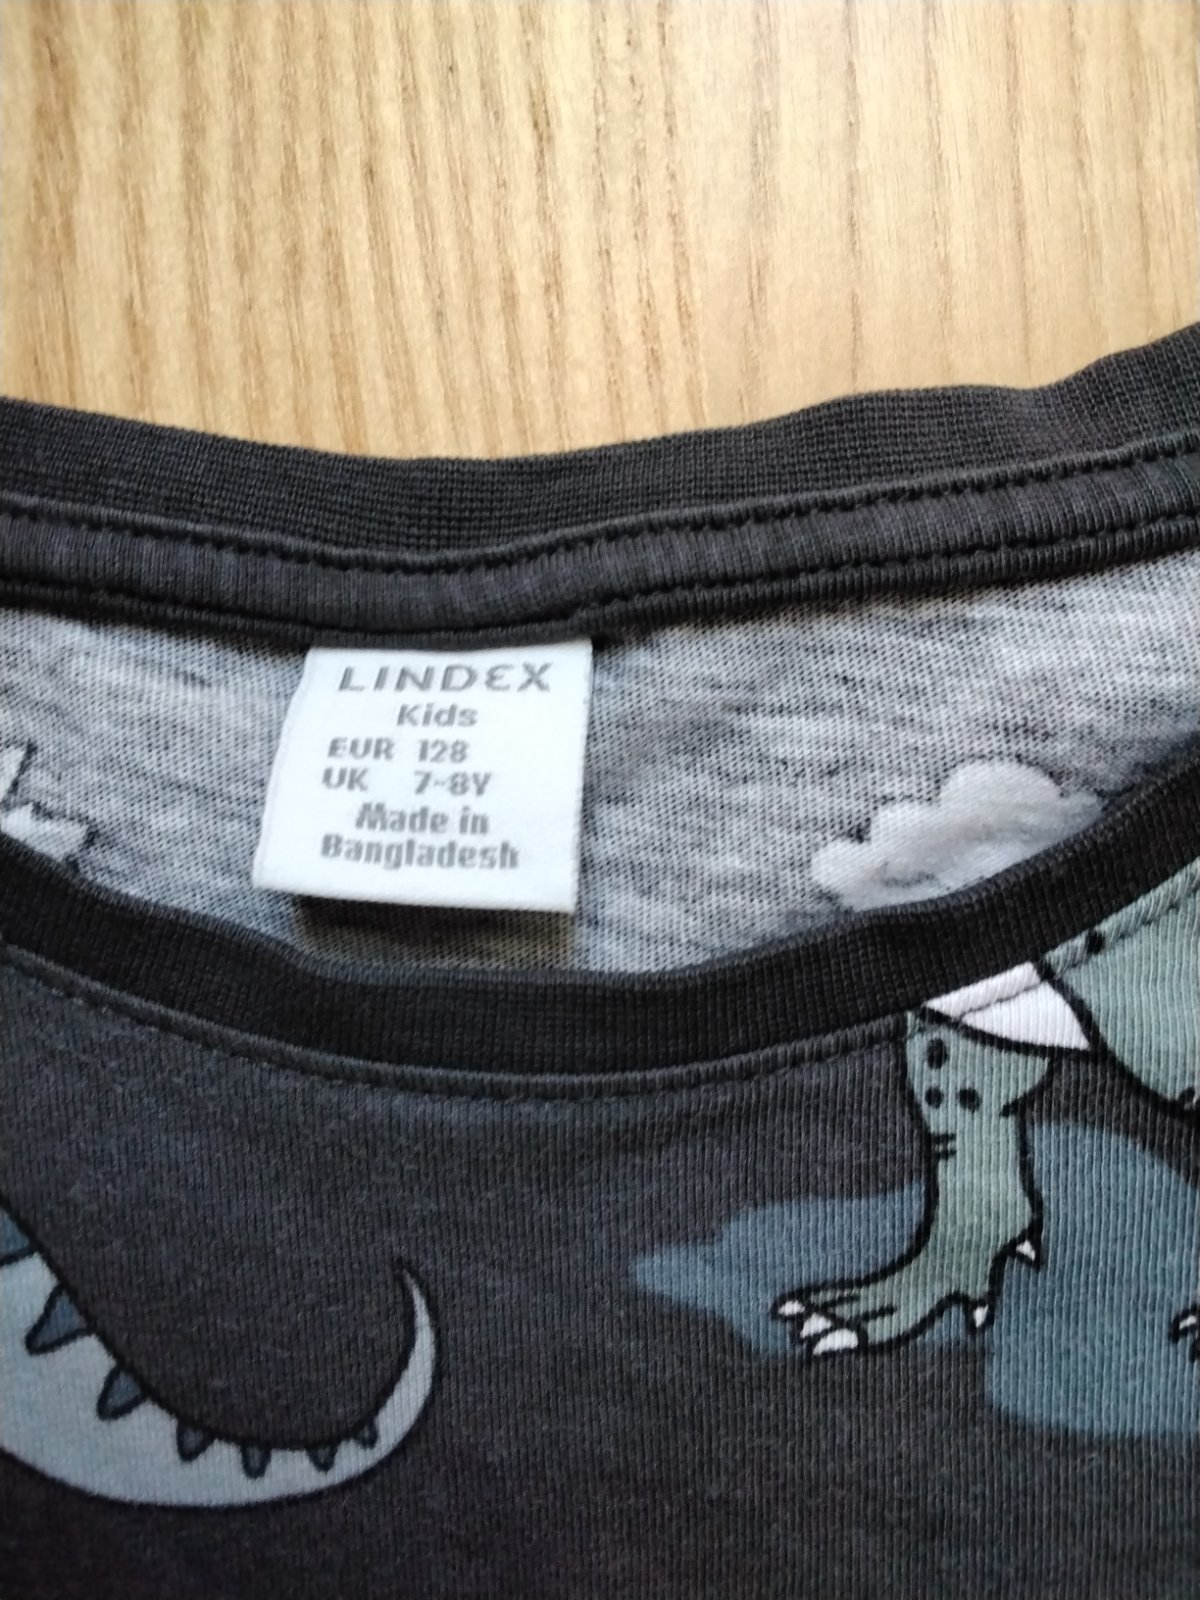 LINDEX
Kids
EUR 128
UK 7-8Y
Made in
Bangladesh